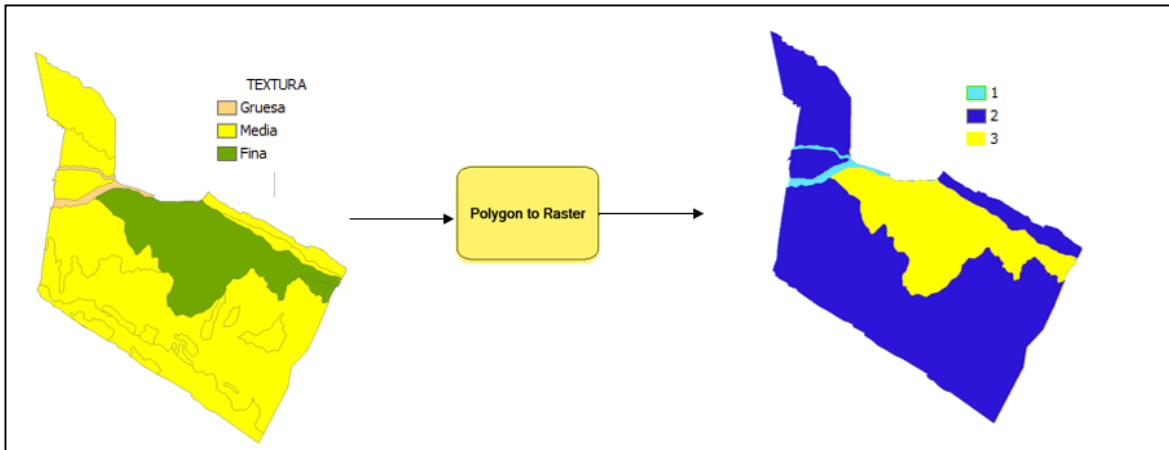 TEXTURA
Gruesa
Media
Fina
Polygon to Raster
1
2
3